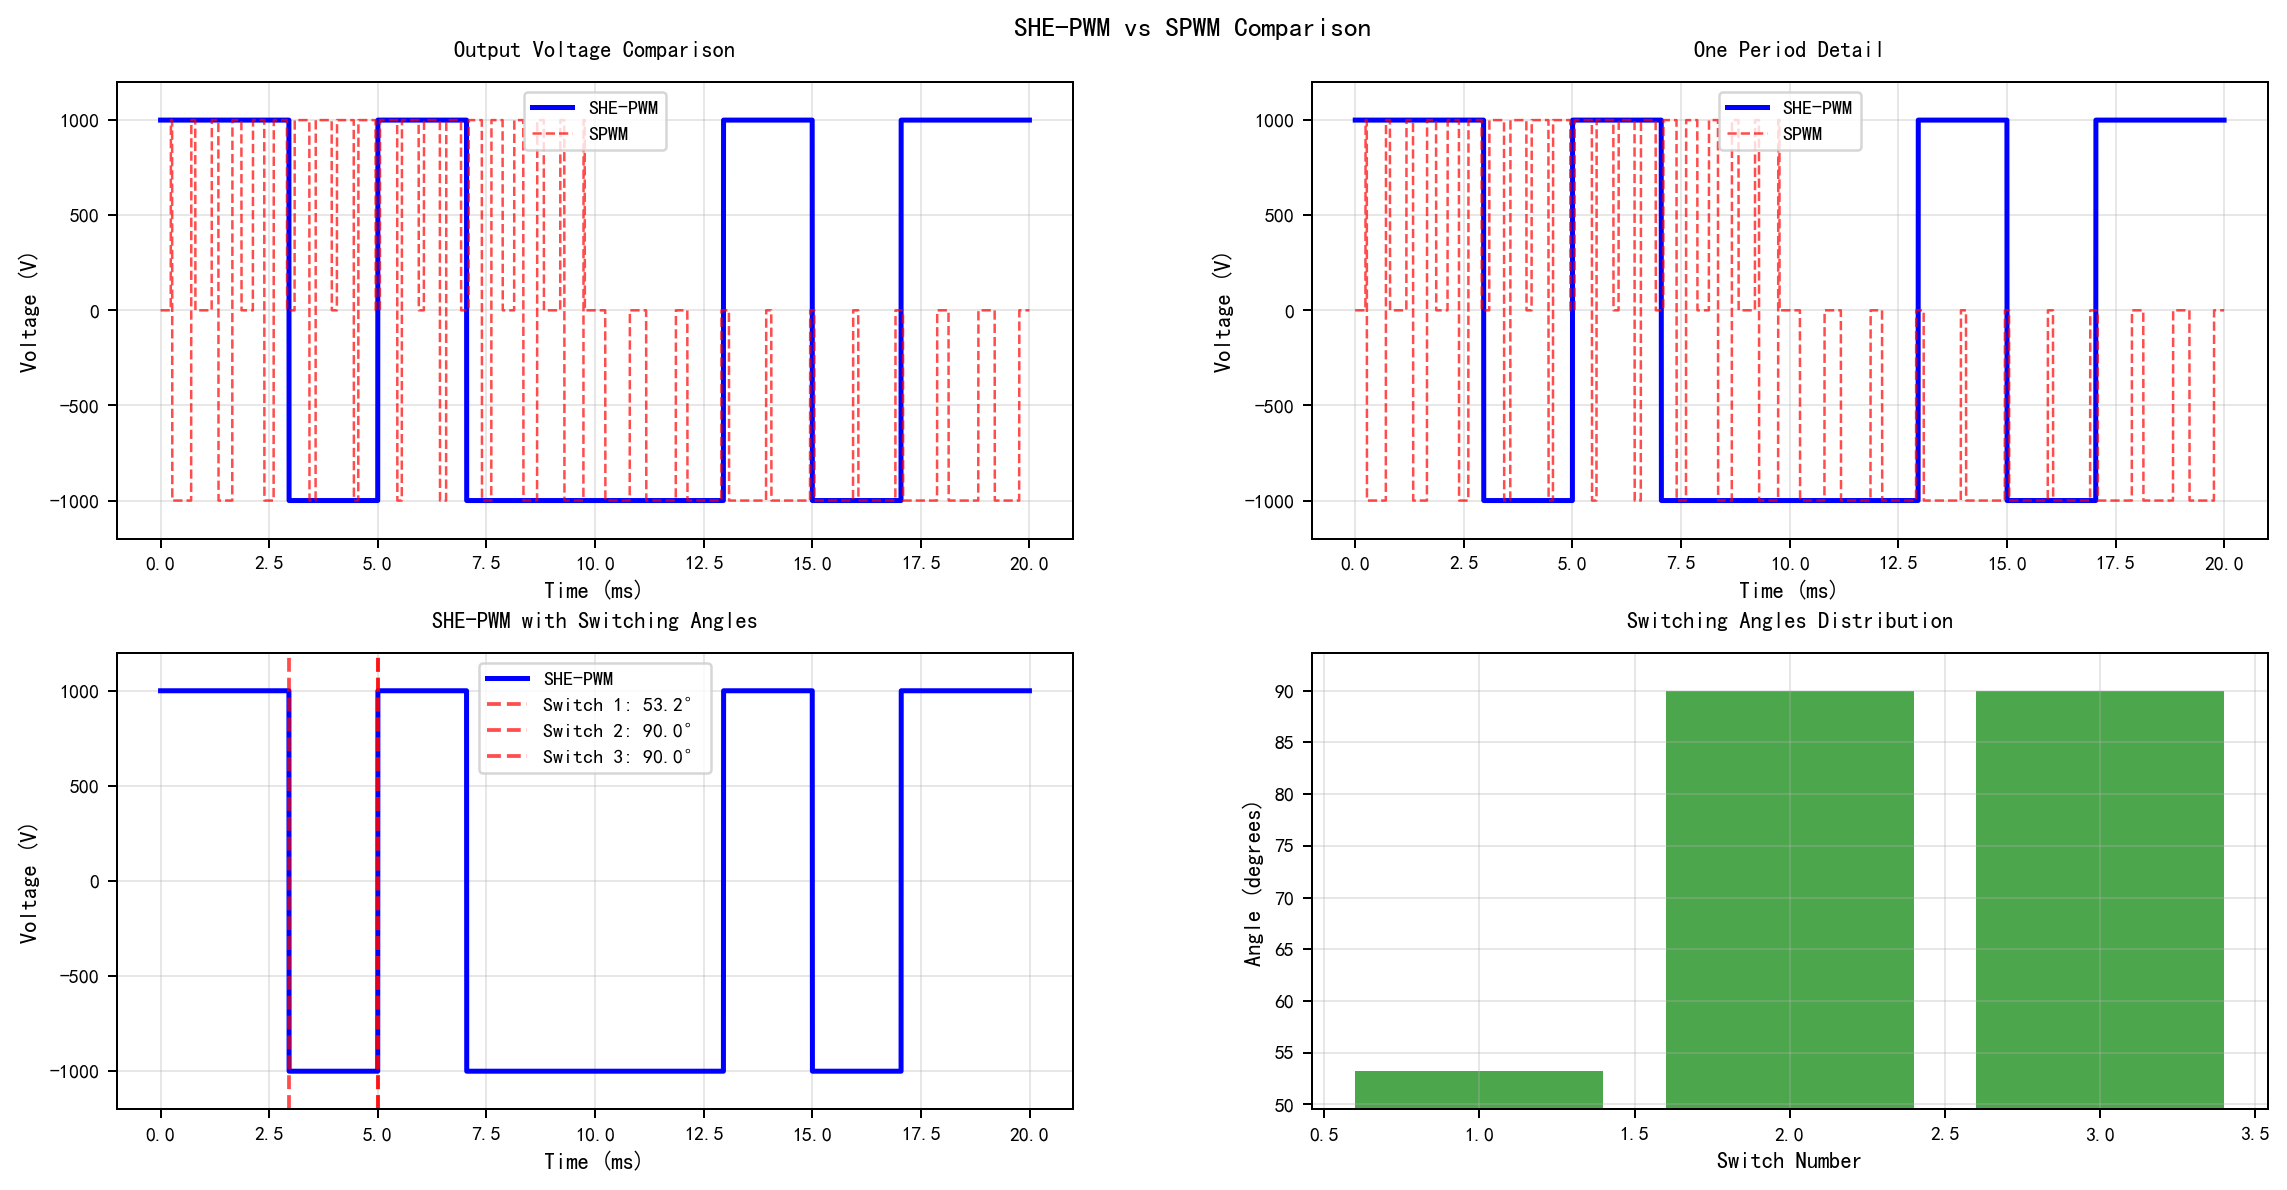 SHE-PWM vs SPWM Comparison
Output Voltage Comparison
SHE-PWM
SPWM
Voltage (V)
1000
500
0
-500
-1000
0.0 2.5 5.0 7.5 10.0 12.5 15.0 17.5 20.0
Time (ms)
One Period Detail
SHE-PWM
SPWM
Voltage (V)
1000
500
0
-500
-1000
0.0 2.5 5.0 7.5 10.0 12.5 15.0 17.5 20.0
Time (ms)
SHE-PWM with Switching Angles
SHE-PWM
Switch 1: 53.2°
Switch 2: 90.0°
Switch 3: 90.0°
Voltage (V)
1000
500
0
-500
-1000
0.0 2.5 5.0 7.5 10.0 12.5 15.0 17.5 20.0
Time (ms)
Switching Angles Distribution
Angle (degrees)
90
85
80
75
70
65
60
55
50
0.5 1.0 1.5 2.0 2.5 3.0 3.5
Switch Number